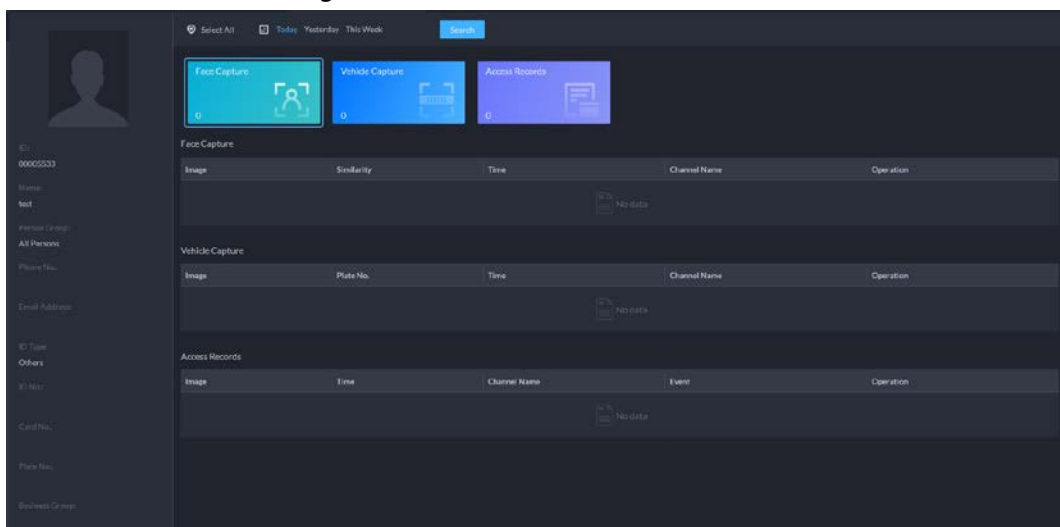 Select All Today Yesterday This Week Search
Face Capture
0
Vehicle Capture
0
Access Records
0
ID:
00005533
Name:
test
Person Group:
All Persons
Phone No.:
Email Address:
ID Type:
Others
ID No.:
Card No.:
Plate No.:
Business Group:
Face Capture
Image Similarity Time Channel Name Operation
No data
Vehicle Capture
Image Plate No. Time Channel Name Operation
No data
Access Records
Image Time Channel Name Event Operation
No data